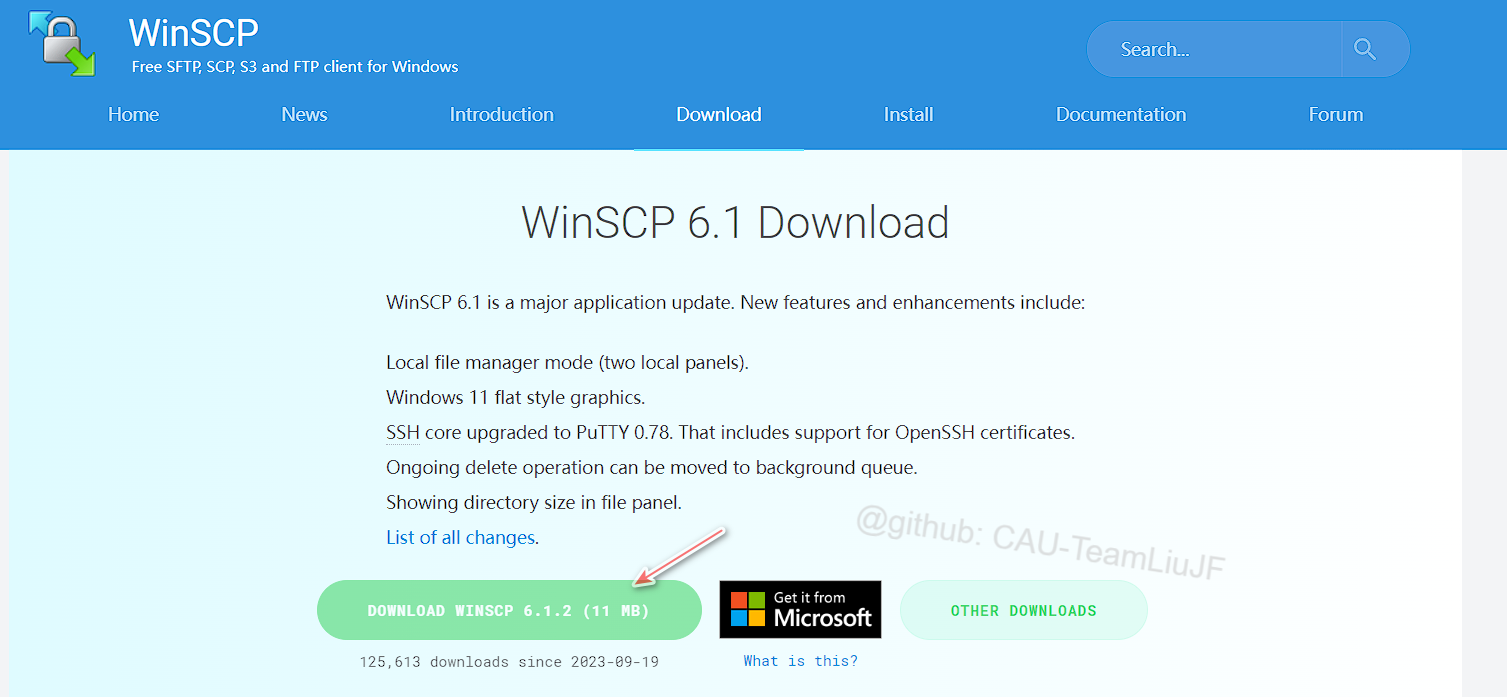 WinSCP
Free SFTP, SCP, S3 and FTP client for Windows
Search...
Home News Introduction Download Install Documentation Forum
WinSCP 6.1 Download
WinSCP 6.1 is a major application update. New features and enhancements include:
Local file manager mode (two local panels).
Windows 11 flat style graphics.
SSH core upgraded to PuTTY 0.78. That includes support for OpenSSH certificates.
Ongoing delete operation can be moved to background queue.
Showing directory size in file panel.
List of all changes.
@github: CAU-TeamLiuJF
DOWNLOAD WINSCP 6.1.2 (11 MB)
Get it from
Microsoft
OTHER DOWNLOADS
125,613 downloads since 2023-09-19
What is this?